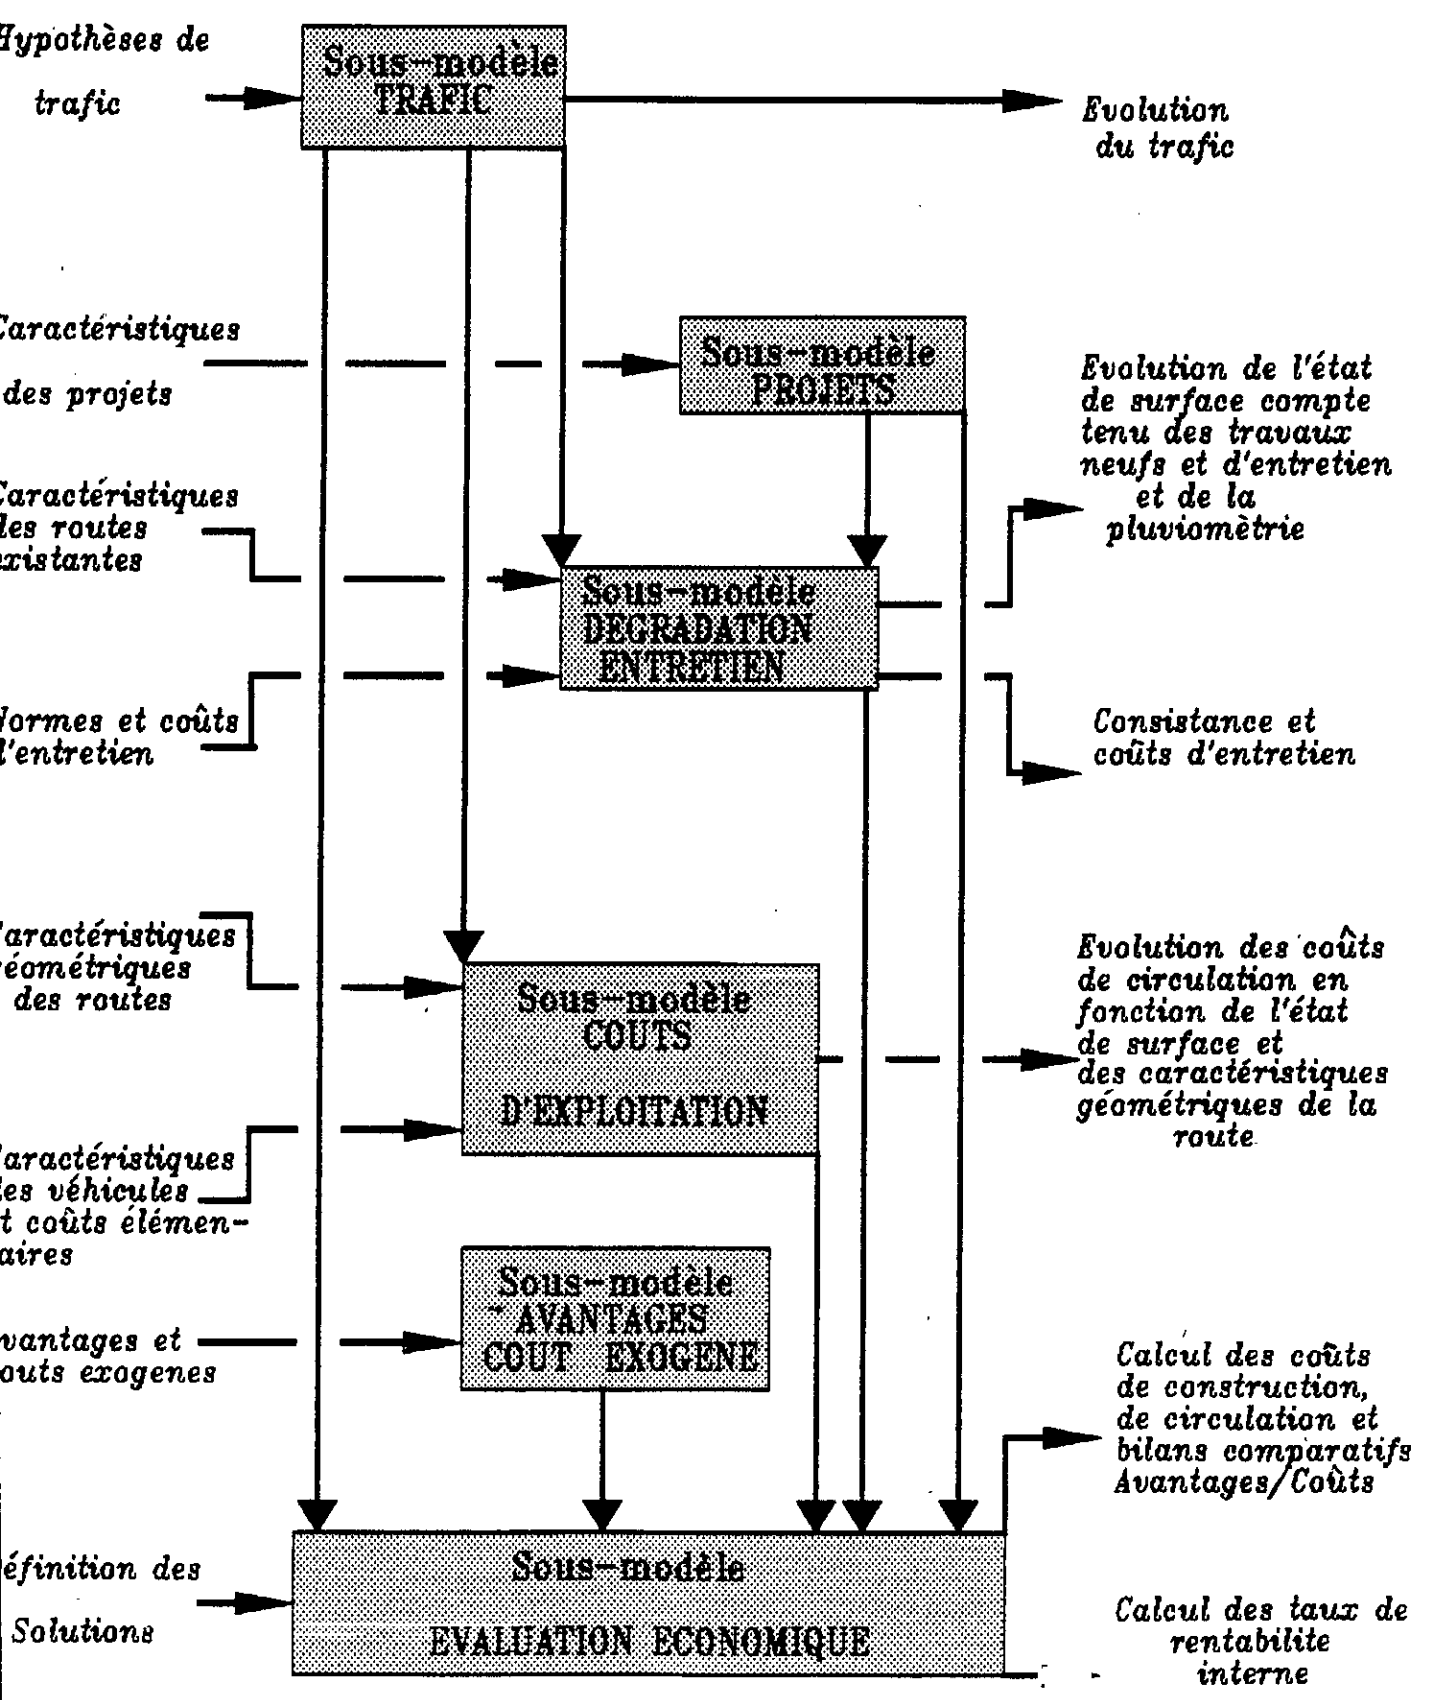 Hypothèses de
trafic
Sous-modèle
TRAFIC
Evolution
du trafic
Caractéristiques
des projets
Sous-modèle
PROJETS
Evolution de l'état
de surface compte
tenu des travaux
neufs et d'entretien
et de la
pluviomètrie
Caractéristiques
des routes
existantes
Sous-modèle
DEGRADATION
ENTRETIEN
Normes et coûts
d'entretien
Consistance et
coûts d'entretien
Caractéristiques
géométriques
des routes
Sous-modèle
COUTS
D'EXPLOITATION
Evolution des coûts
de circulation en
fonction de l'état
de surface et
des caractéristiques
géométriques de la
route
Caractéristiques
des véhicules
et coûts élémen-
taires
Sous-modèle
AVANTAGES
COUT EXOGENE
Avantages et
couts exogenes
Calcul des coûts
de construction,
de circulation et
bilans comparatifs
Avantages/Coûts
Définition des
Solutions
Sous-modèle
EVALUATION ECONOMIQUE
Calcul des taux de
rentabilite
interne